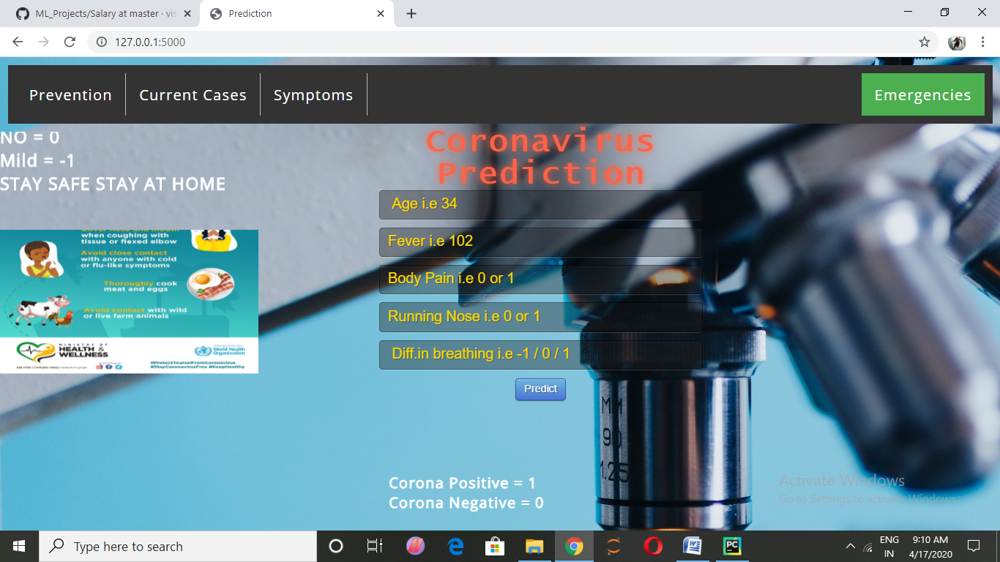 ML_Projects/Salary at master · vis
Prediction
127.0.0.1:5000
Prevention
Current Cases
Symptoms
Emergencies
NO = 0
Mild = -1
STAY SAFE STAY AT HOME
Coronavirus
Prediction
Age i.e 34
Fever i.e 102
Body Pain i.e 0 or 1
Running Nose i.e 0 or 1
Diff.in breathing i.e -1 / 0 / 1
Predict
when coughing with
tissue or flexed elbow
Avoid close contact
with anyone with cold
or flu-like symptoms
Thoroughly cook
meat and eggs
Avoid contact with wild
or live farm animals
MINISTRY OF
HEALTH &
WELLNESS
World Health
Organization
#ProtectYourselfFromCoronavirus
#StayCoronavirusFree #KeepHealthy
Corona Positive = 1
Corona Negative = 0
90
1.25
Activate Windows
Go to Settings to activate Windows.
Type here to search
ENG
IN
9:10 AM
4/17/2020